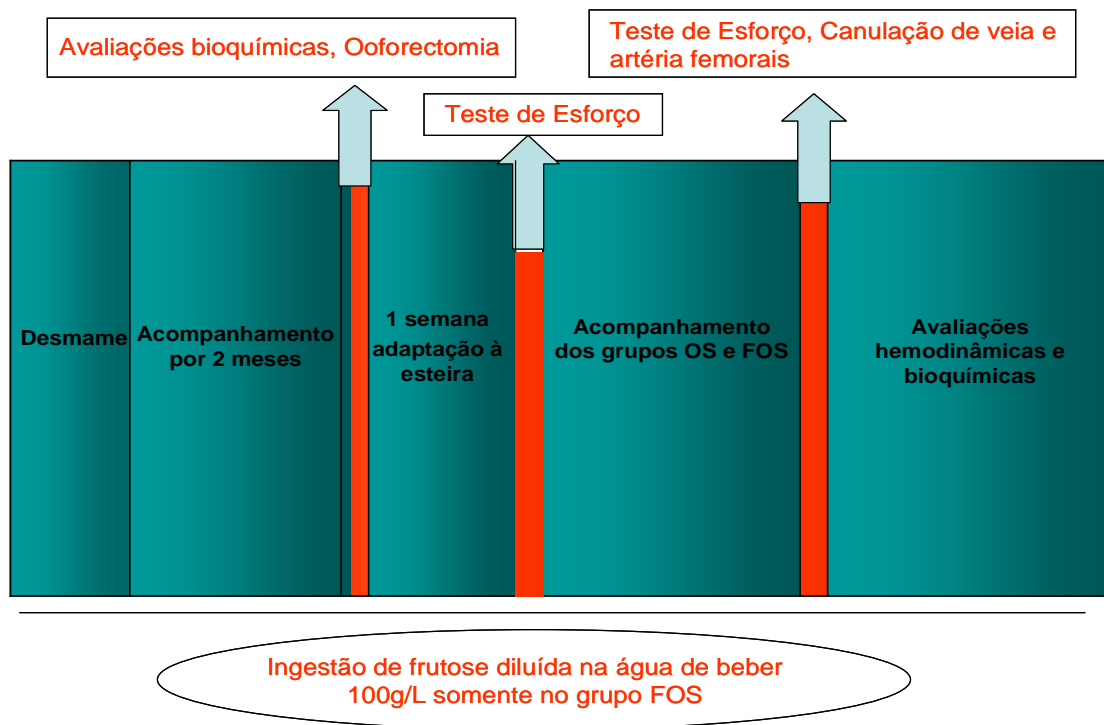 Avaliações bioquímicas, Ooforectomia
Teste de Esforço, Canulação de veia e
artéria femorais
Teste de Esforço
Desmame
Acompanhamento
por 2 meses
1 semana
adaptação à
esteira
Acompanhamento
dos grupos OS e FOS
Avaliações
hemodinâmicas e
bioquímicas
Ingestão de frutose diluída na água de beber
100g/L somente no grupo FOS